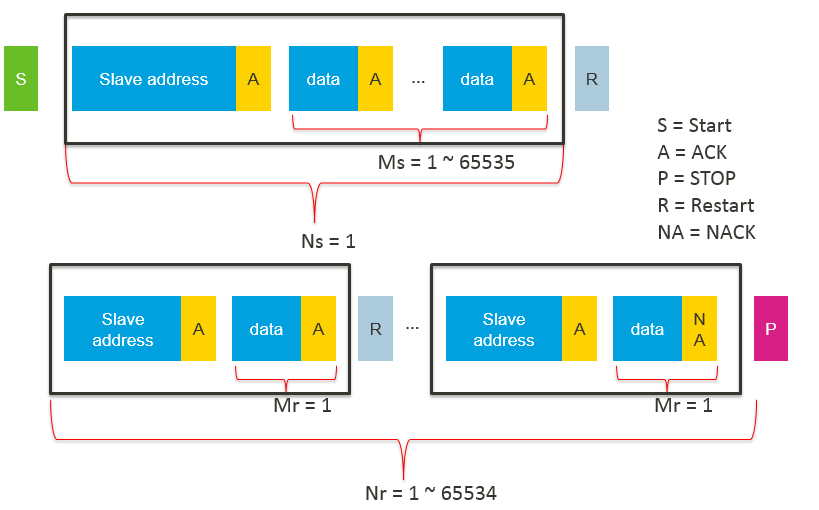 S Slave address A data A ... data A R
S = Start
A = ACK
P = STOP
R = Restart
NA = NACK
Ms = 1 ~ 65535
Ns = 1
Slave address A data A R ... Slave address A data N A P
Mr = 1 Mr = 1
Nr = 1 ~ 65534